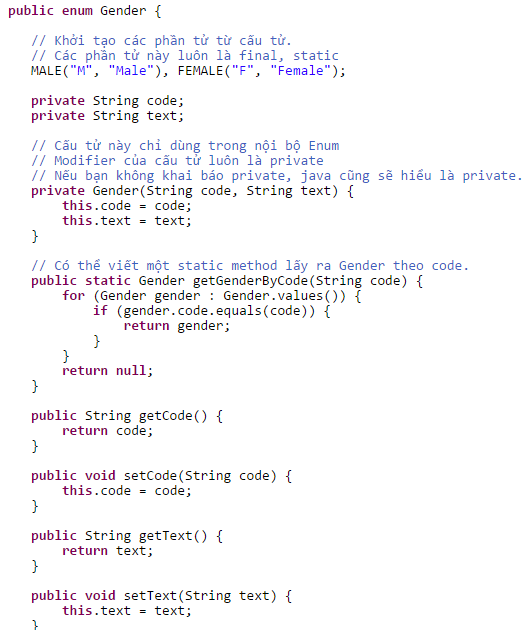 public enum Gender {
// Khởi tạo các phần tử từ cấu tử.
// Các phần tử này luôn là final, static
MALE("M", "Male"), FEMALE("F", "Female");
private String code;
private String text;
// Cấu tử này chỉ dùng trong nội bộ Enum
// Modifier của cấu tử luôn là private
// Nếu bạn không khai báo private, java cũng sẽ hiểu là private.
private Gender(String code, String text) {
this.code = code;
this.text = text;
}
// Có thể viết một static method lấy ra Gender theo code.
public static Gender getGenderByCode(String code) {
for (Gender gender : Gender.values()) {
if (gender.code.equals(code)) {
return gender;
}
}
return null;
}
public String getCode() {
return code;
}
public void setCode(String code) {
this.code = code;
}
public String getText() {
return text;
}
public void setText(String text) {
this.text = text;
}